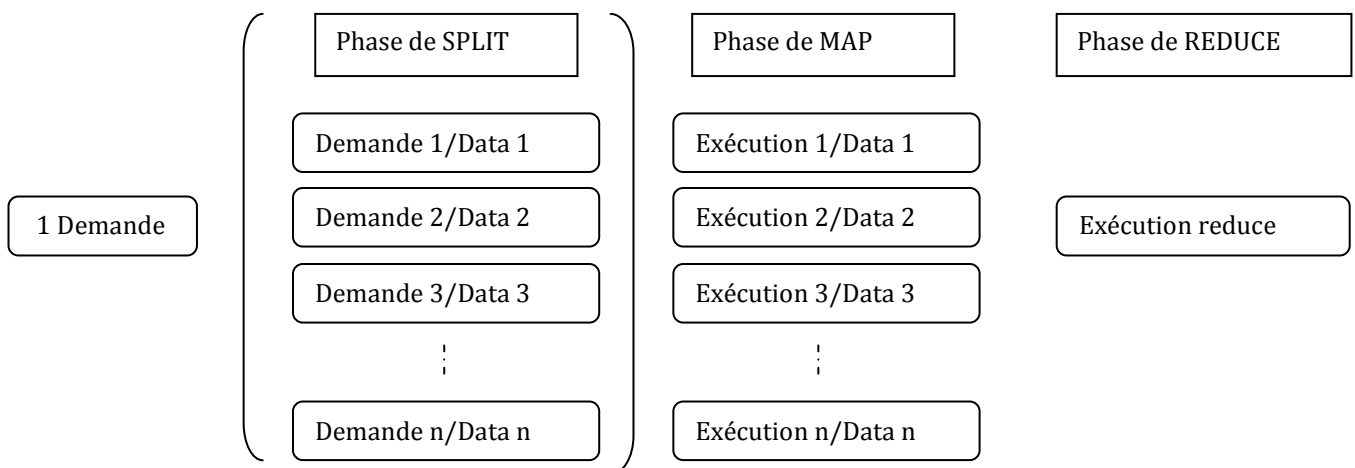 Phase de SPLIT
Phase de MAP
Phase de REDUCE
Demande 1/Data 1
Exécution 1/Data 1
1 Demande
Demande 2/Data 2
Exécution 2/Data 2
Exécution reduce
Demande 3/Data 3
Exécution 3/Data 3
Demande n/Data n
Exécution n/Data n